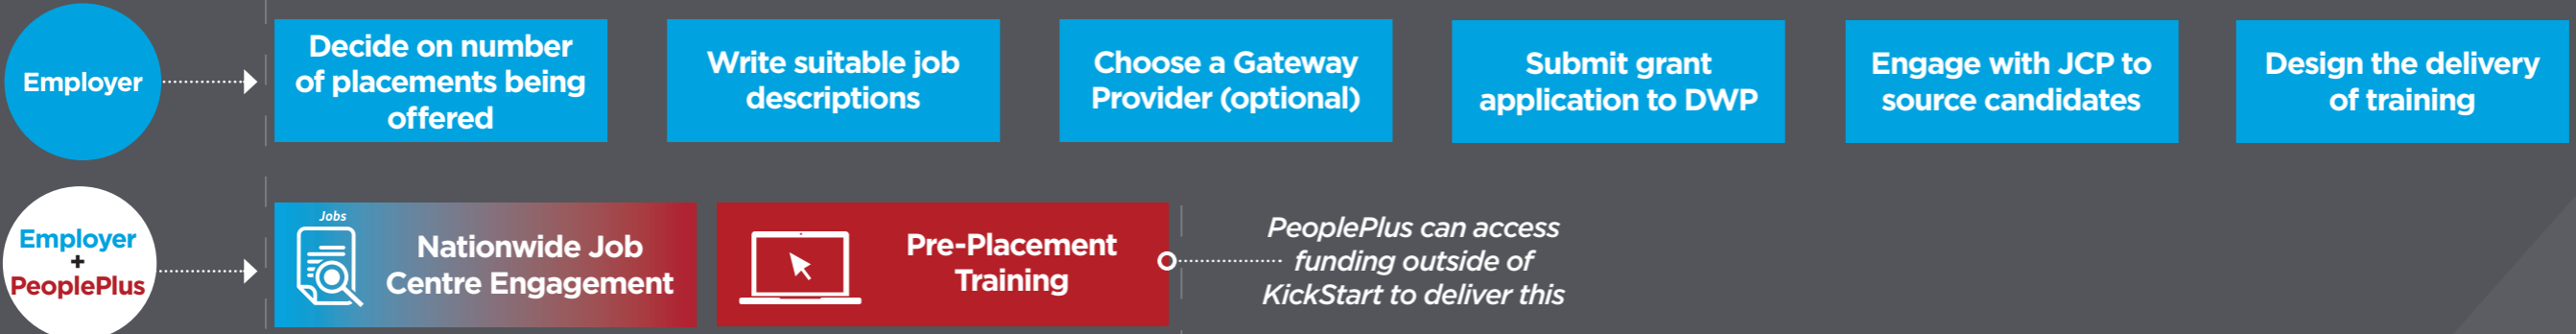 Employer
Decide on number
of placements being
offered
Write suitable job
descriptions
Choose a Gateway
Provider (optional)
Submit grant
application to DWP
Engage with JCP to
source candidates
Design the delivery
of training
Employer
+
PeoplePlus
Jobs
Nationwide Job
Centre Engagement
Pre-Placement
Training
PeoplePlus can access
funding outside of
KickStart to deliver this